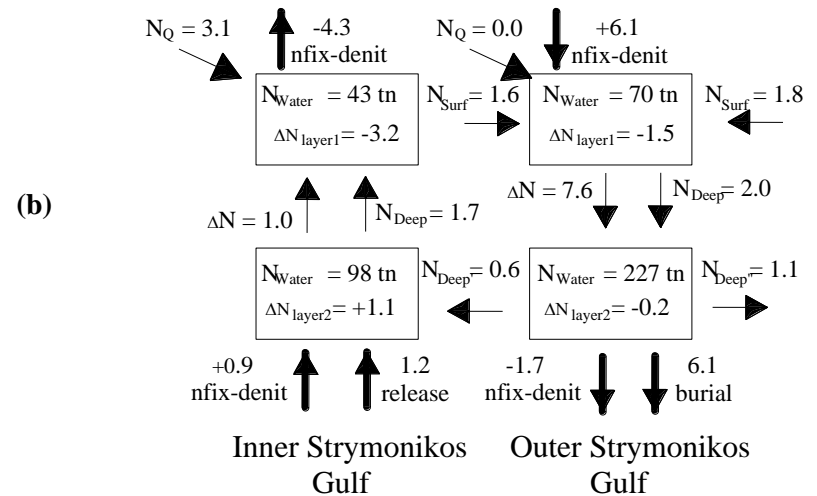 N_Q = 3.1
-4.3
nfix-denit
N_Q = 0.0
+6.1
nfix-denit
N_Water = 43 tn
ΔN_layer1 = -3.2
N_Surf = 1.6
N_Water = 70 tn
ΔN_layer1 = -1.5
N_Surf = 1.8
(b)
ΔN = 1.0
N_Deep = 1.7
ΔN = 7.6
N_Deep = 2.0
N_Water = 98 tn
ΔN_layer2 = +1.1
N_Deep = 0.6
N_Water = 227 tn
ΔN_layer2 = -0.2
N_Deep" = 1.1
+0.9
nfix-denit
1.2
release
-1.7
nfix-denit
6.1
burial
Inner Strymonikos
Gulf
Outer Strymonikos
Gulf